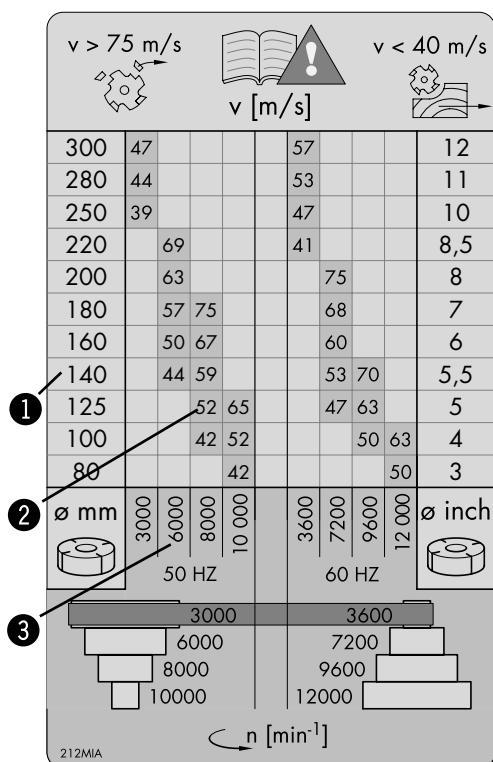 v > 75 m/s v < 40 m/s
v [m/s]
300 47 57 12
280 44 53 11
250 39 47 10
220 69 41 8,5
200 63 75 8
180 57 75 68 7
160 50 67 60 6
140 44 59 53 70 5,5
1
125 52 65 47 63 5
100 42 52 50 63 4
80 42 50 3
2
ø mm 3000 6000 8000 10 000 3600 7200 9600 12 000 ø inch
50 HZ 60 HZ
3
3000 3600
6000 7200
8000 9600
10000 12000
n [min-1]
212MIA